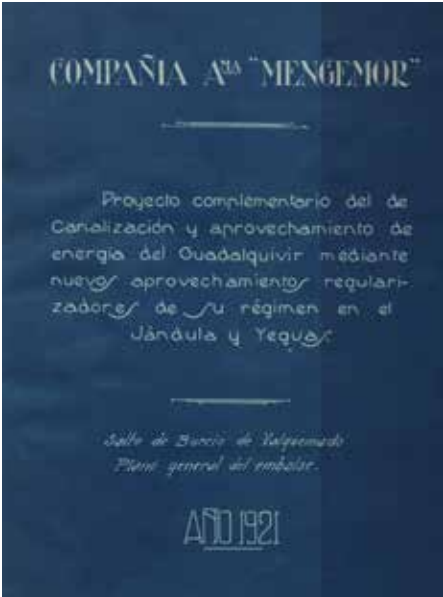 COMPAÑIA Aᴹᴬ "MENGEMOR"
Proyecto complementario del de
Canalización y aprovechamiento de
energía del Guadalquivir mediante
nuevos aprovechamientos regulari-
zadores de su régimen en el
Jándula y Yeguas.
Salto de Burcio de Valquemado
Plano general del embalse.
AÑO 1921